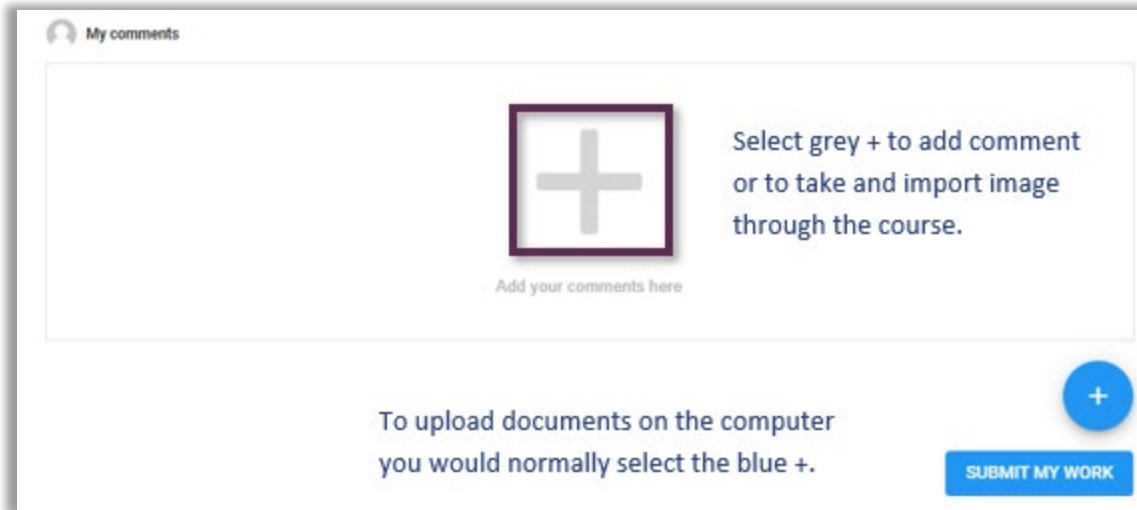 My comments
Select grey + to add comment
or to take and import image
through the course.
Add your comments here
+
To upload documents on the computer
you would normally select the blue +.
SUBMIT MY WORK